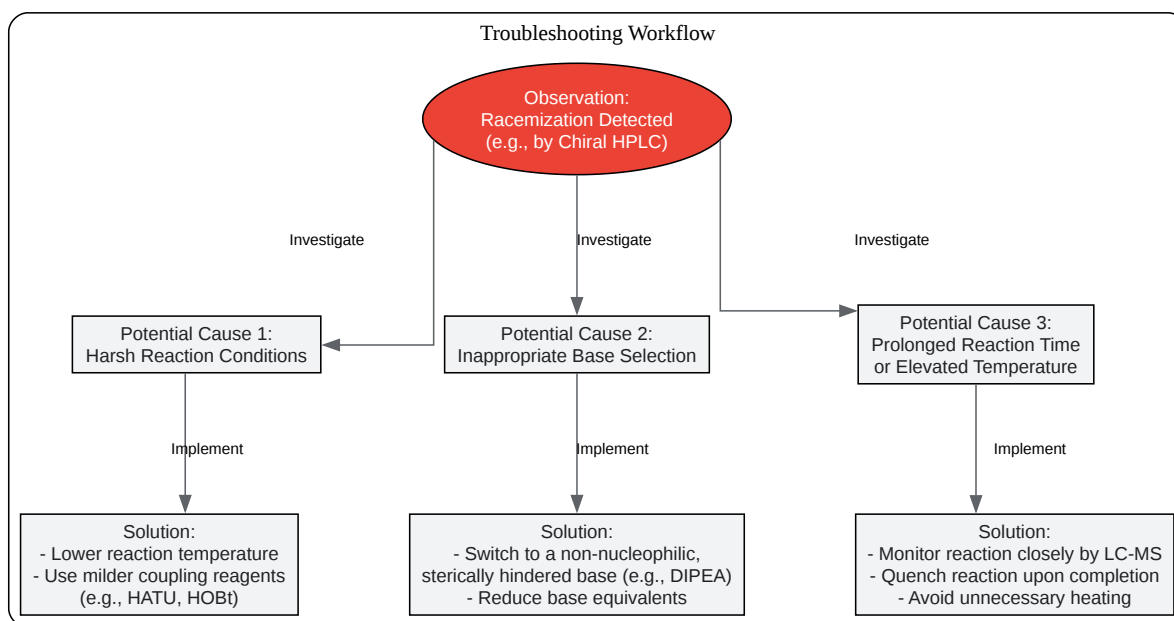 Troubleshooting Workflow
Observation:
Racemization Detected
(e.g., by Chiral HPLC)
Investigate
Investigate
Investigate
Potential Cause 1:
Harsh Reaction Conditions
Potential Cause 2:
Inappropriate Base Selection
Potential Cause 3:
Prolonged Reaction Time
or Elevated Temperature
Implement
Implement
Implement
Solution:
- Lower reaction temperature
- Use milder coupling reagents
(e.g., HATU, HOBt)
Solution:
- Switch to a non-nucleophilic,
sterically hindered base (e.g., DIPEA)
- Reduce base equivalents
Solution:
- Monitor reaction closely by LC-MS
- Quench reaction upon completion
- Avoid unnecessary heating